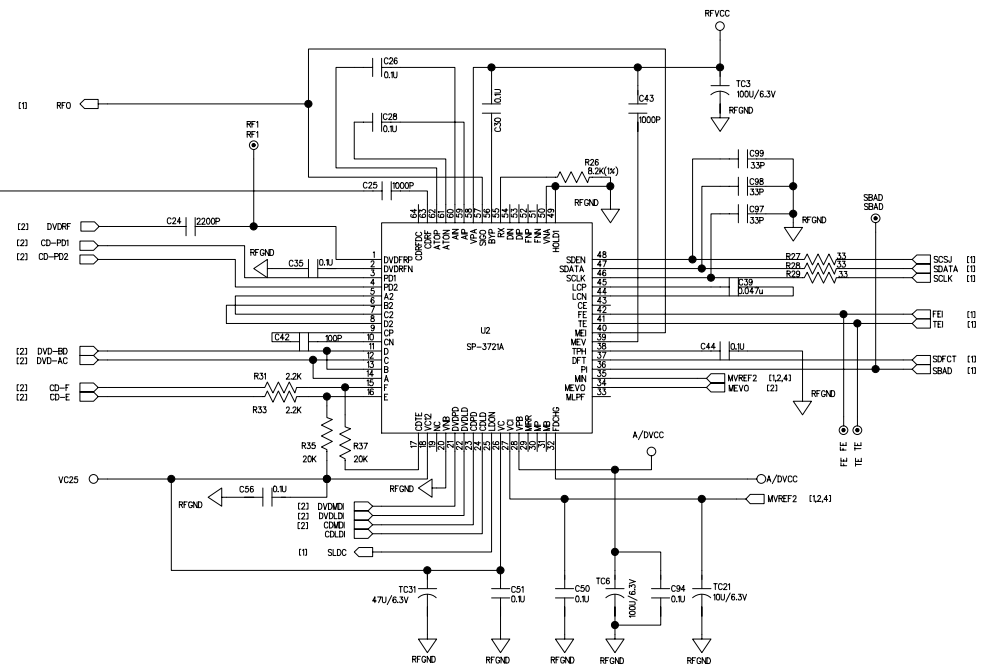 RFVCC
C26
0.1U
0.1U
C30
C43
1000P
TC3
100U/6.3V
RFGND
[1] RFO
RF1
RF1
C28
0.1U
R26
8.2K(1%)
C99
33P
C98
33P
C97
33P
RFGND
SBAD
SBAD
C25 1000P
RFGND
[2] DVDRF
C24 2200P
[2] CD-PD1
[2] CD-PD2
RFGND
C35 0.1U
64 63 62 61 60 59 58 57 56 55 54 53 52 51 50 49
CDRFDC CDRF ATOP ATON AIN AIP VPA SIGO BYP RX DIN DIP FNP FNN VNA HOLD1
1 DVDFRP
2 DVDRFN
3 PD1
4 PD2
5 A2
6 B2
7 C2
8 D2
9 CP
10 CN
11 D
12 C
13 B
14 A
15 F
16 E
U2
SP-3721A
SDEN 48
SDATA 47
SCLK 46
LCP 45
LCN 44
CE 43
FE 42
TE 41
MEI 40
MEV 39
TPH 38
DFT 37
PI 36
MIN 35
MEVO 34
MLPF 33
R27 33
R28 33
R29 33
SCSJ [1]
SDATA [1]
SCLK [1]
C39
0.047u
FEI [1]
TEI [1]
C42 100P
C44 0.1U
[2] DVD-BD
[2] DVD-AC
SDFCT [1]
SBAD [1]
MVREF2 [1,2,4]
MEVO [2]
RFGND
[2] CD-F
[2] CD-E
R31 2.2K
R33 2.2K
R35
20K
R37
20K
CDTE VC12 NC VNB DVDPD DVDLD CDPD CDLD LDON VC VCI VPB MIRR MP MB FDCHG
17 18 19 20 21 22 23 24 25 26 27 28 29 30 31 32
FE FE
TE TE
A/DVCC
A/DVCC
VC25
RFGND
C56 0.1U
RFGND
[2] DVDMDI
[2] DVDLDI
[2] CDMDI
CDLDI
[1] SLDC
MVREF2 [1,2,4]
TC31
47U/6.3V
C51
0.1U
C50
0.1U
TC6
100U/6.3V
C94
0.1U
TC21
10U/6.3V
RFGND
RFGND
RFGND
RFGND
RFGND